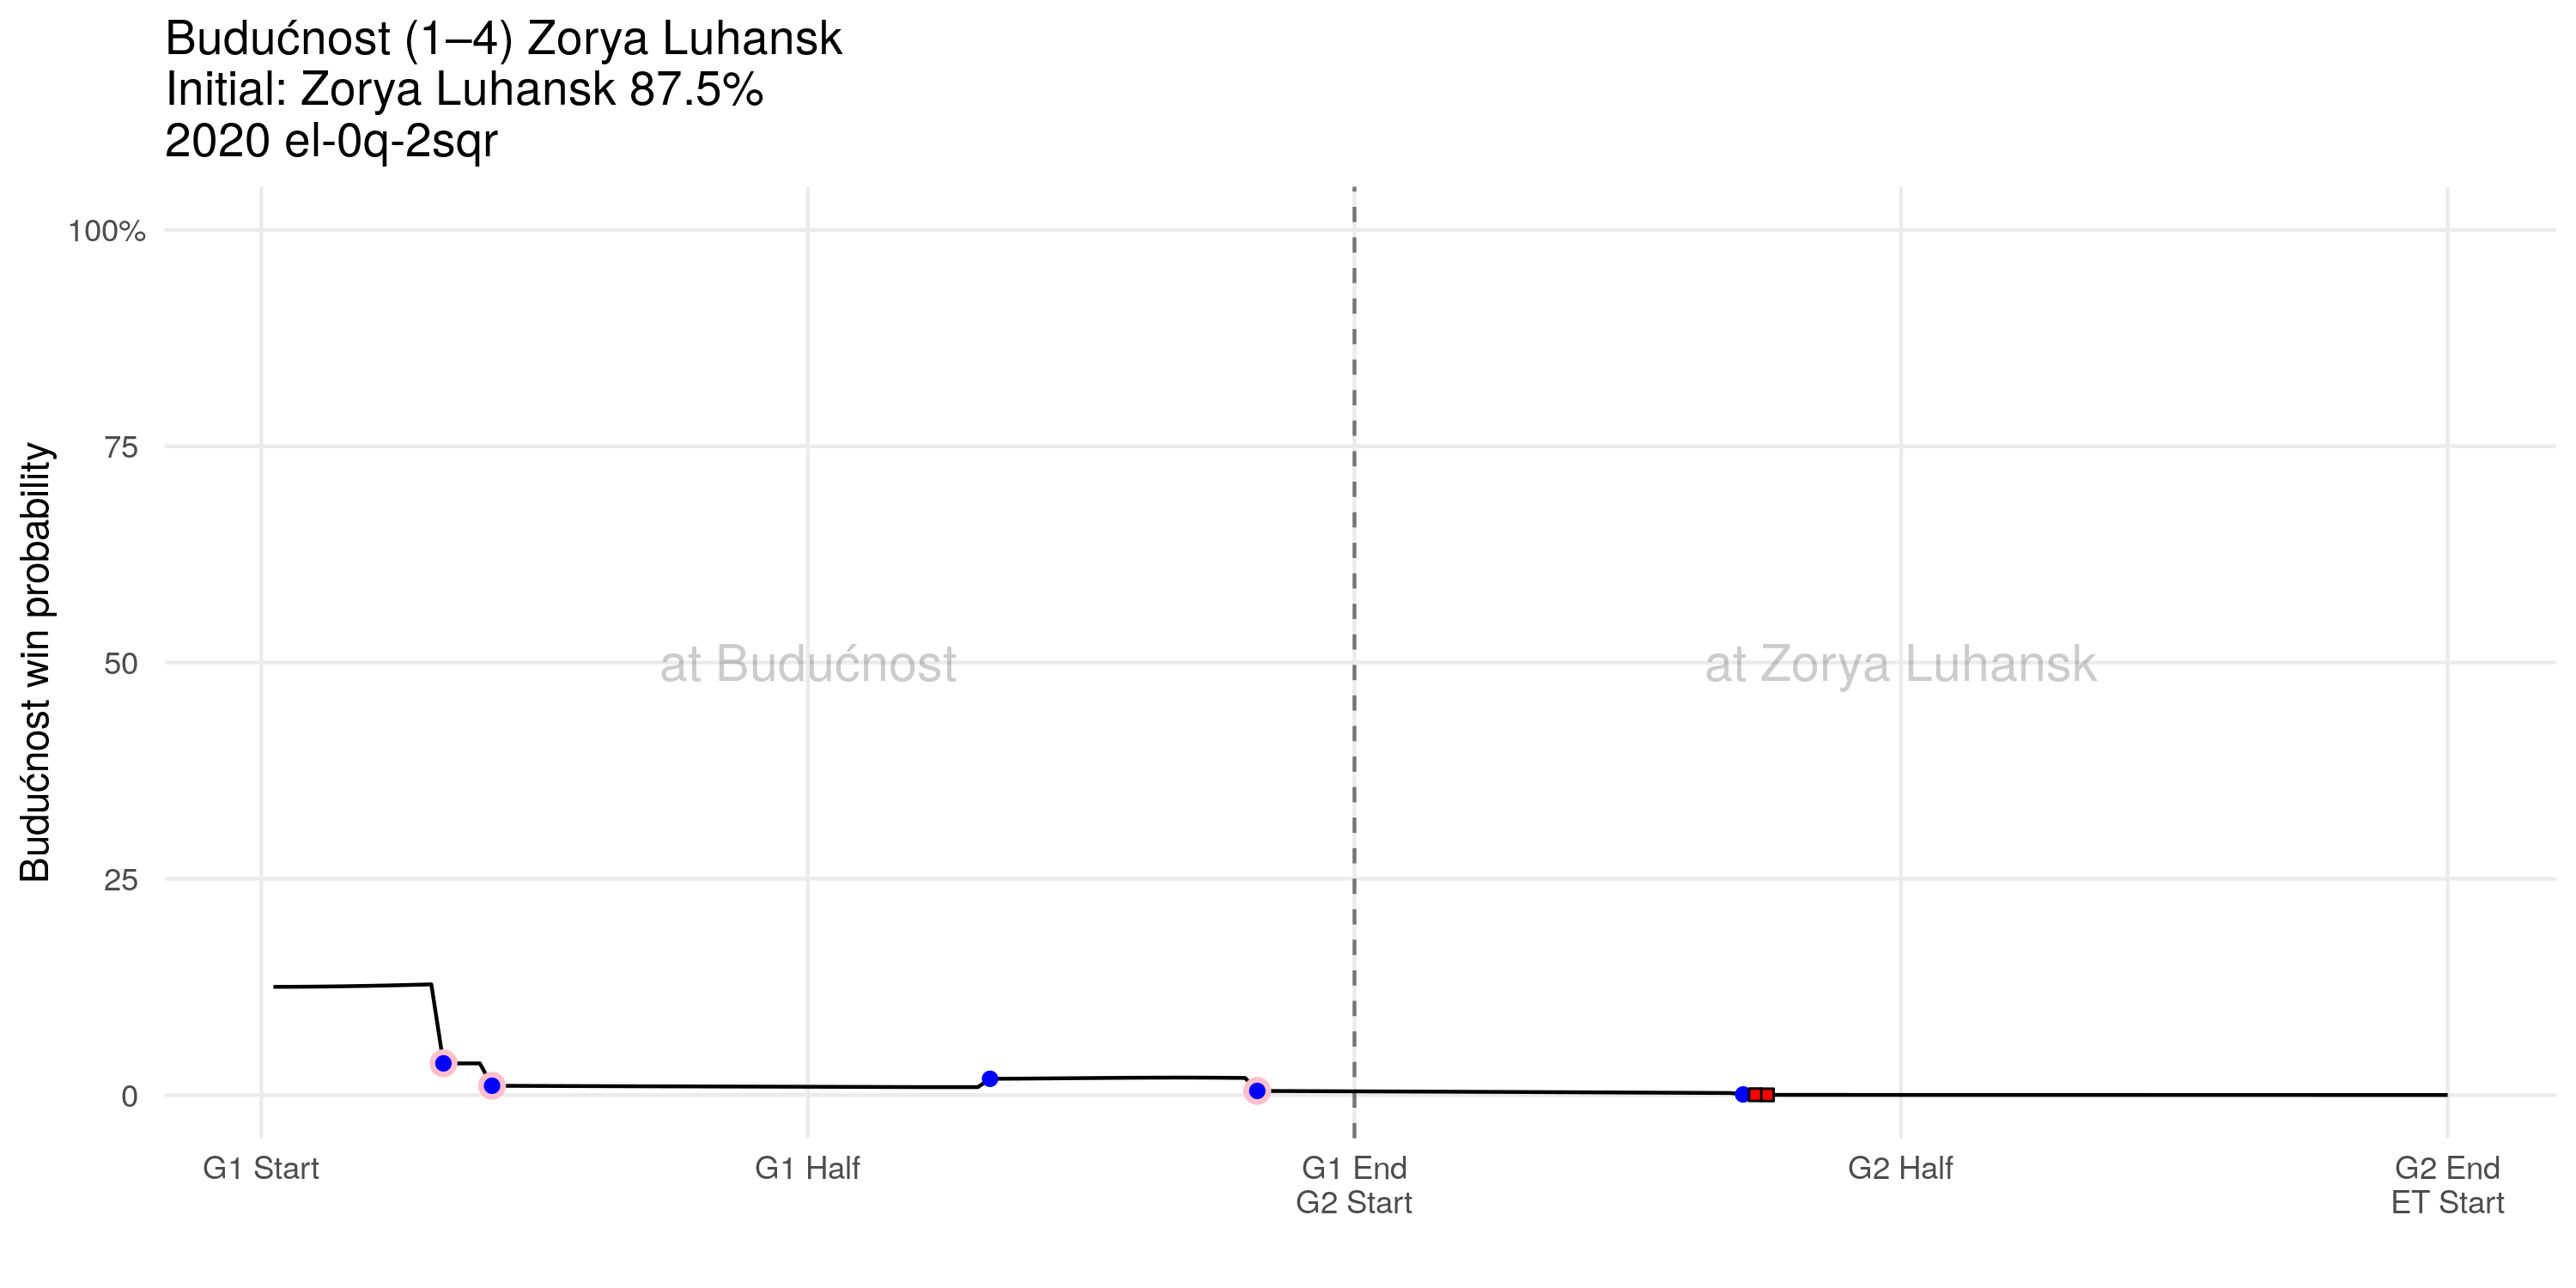 Budućnost (1–4) Zorya Luhansk
Initial: Zorya Luhansk 87.5%
2020 el-0q-2sqr
Budućnost win probability
100%
75
50
25
0
at Budućnost
at Zorya Luhansk
G1 Start
G1 Half
G1 End
G2 Start
G2 Half
G2 End
ET Start